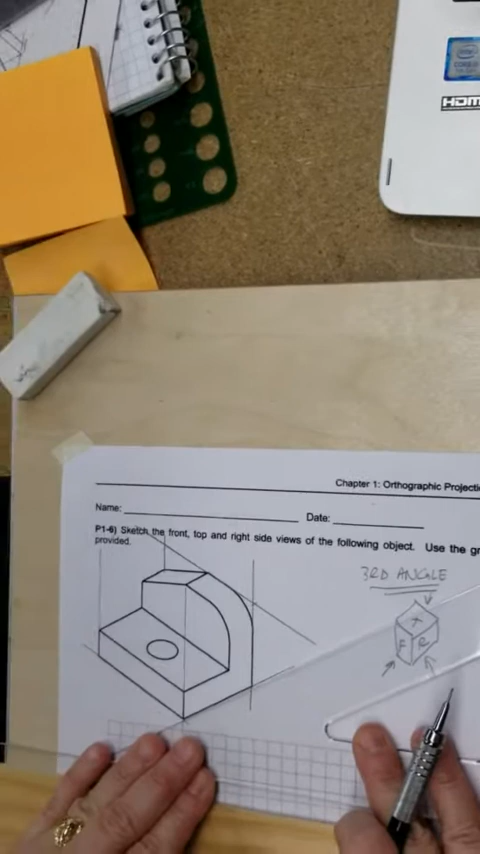 intel
HDMI
Chapter 1: Orthographic Projecti
Name:
Date:
P1-6) Sketch the front, top and right side views of the following object. Use the gr
provided.
3RD ANGLE
T
F R